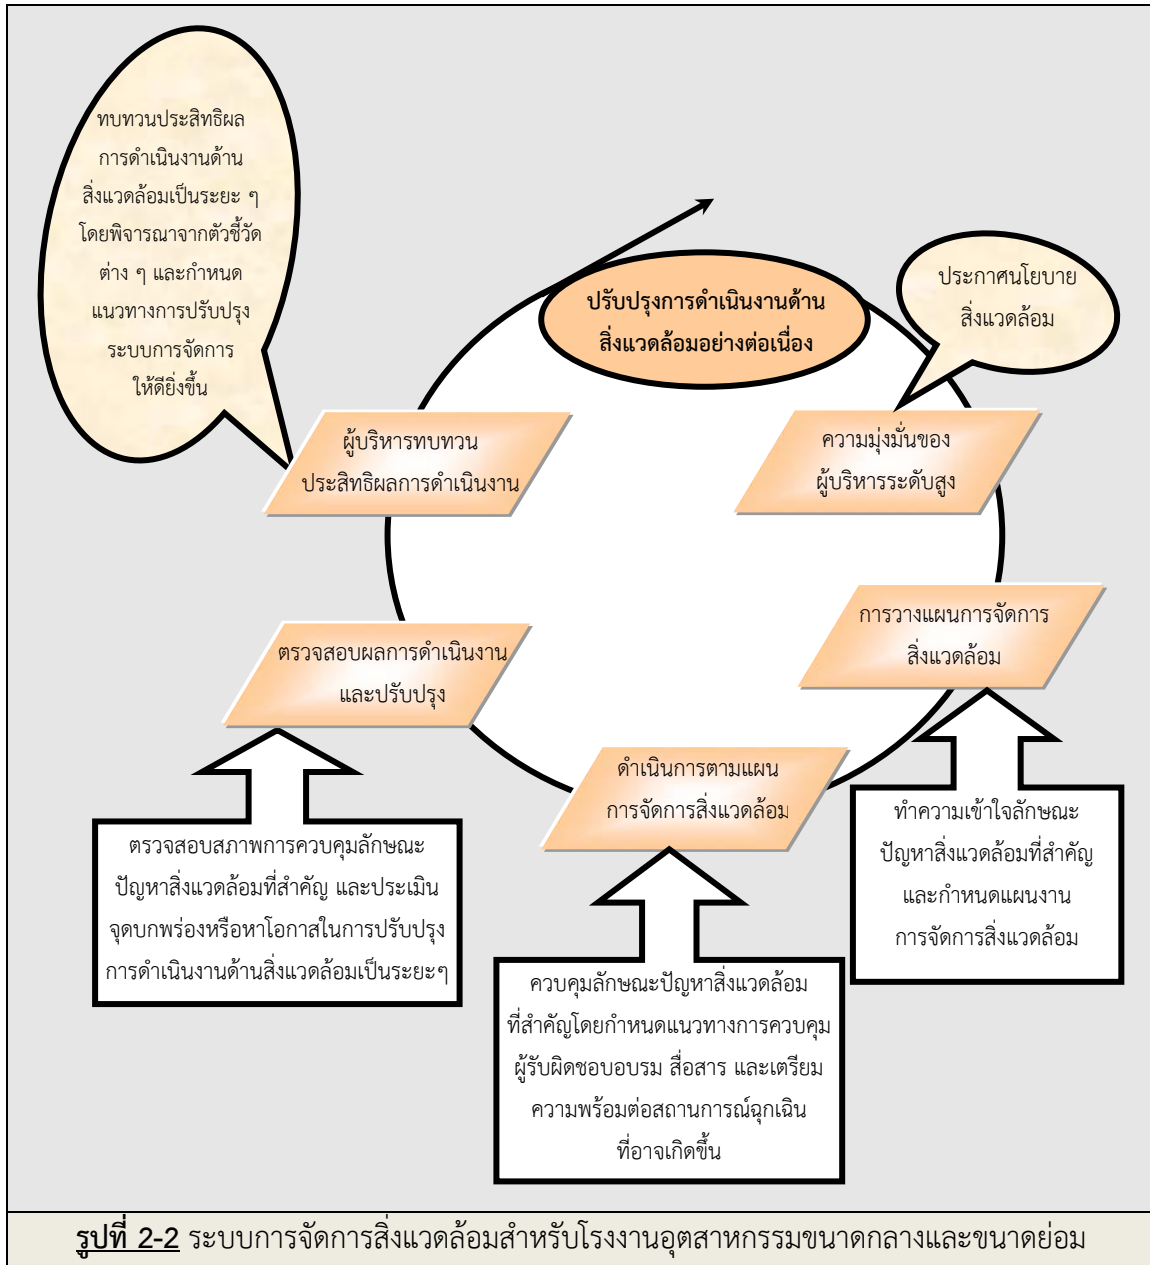 ทบทวนประสิทธิผล
การดำเนินงานด้าน
สิ่งแวดล้อมเป็นระยะ ๆ
โดยพิจารณาจากตัวชี้วัด
ต่าง ๆ และกำหนด
แนวทางการปรับปรุง
ระบบการจัดการ
ให้ดียิ่งขึ้น
ปรับปรุงการดำเนินงานด้าน
สิ่งแวดล้อมอย่างต่อเนื่อง
ประกาศนโยบาย
สิ่งแวดล้อม
ผู้บริหารทบทวน
ประสิทธิผลการดำเนินงาน
ความมุ่งมั่นของ
ผู้บริหารระดับสูง
การวางแผนการจัดการ
สิ่งแวดล้อม
ตรวจสอบผลการดำเนินงาน
และปรับปรุง
ดำเนินการตามแผน
การจัดการสิ่งแวดล้อม
ทำความเข้าใจลักษณะ
ปัญหาสิ่งแวดล้อมที่สำคัญ
และกำหนดแผนงาน
การจัดการสิ่งแวดล้อม
ตรวจสอบสภาพการควบคุมลักษณะ
ปัญหาสิ่งแวดล้อมที่สำคัญ และประเมิน
จุดบกพร่องหรือหาโอกาสในการปรับปรุง
การดำเนินงานด้านสิ่งแวดล้อมเป็นระยะๆ
ควบคุมลักษณะปัญหาสิ่งแวดล้อม
ที่สำคัญโดยกำหนดแนวทางการควบคุม
ผู้รับผิดชอบอบรม สื่อสาร และเตรียม
ความพร้อมต่อสถานการณ์ฉุกเฉิน
ที่อาจเกิดขึ้น
รูปที่ 2-2 ระบบการจัดการสิ่งแวดล้อมสำหรับโรงงานอุตสาหกรรมขนาดกลางและขนาดย่อม